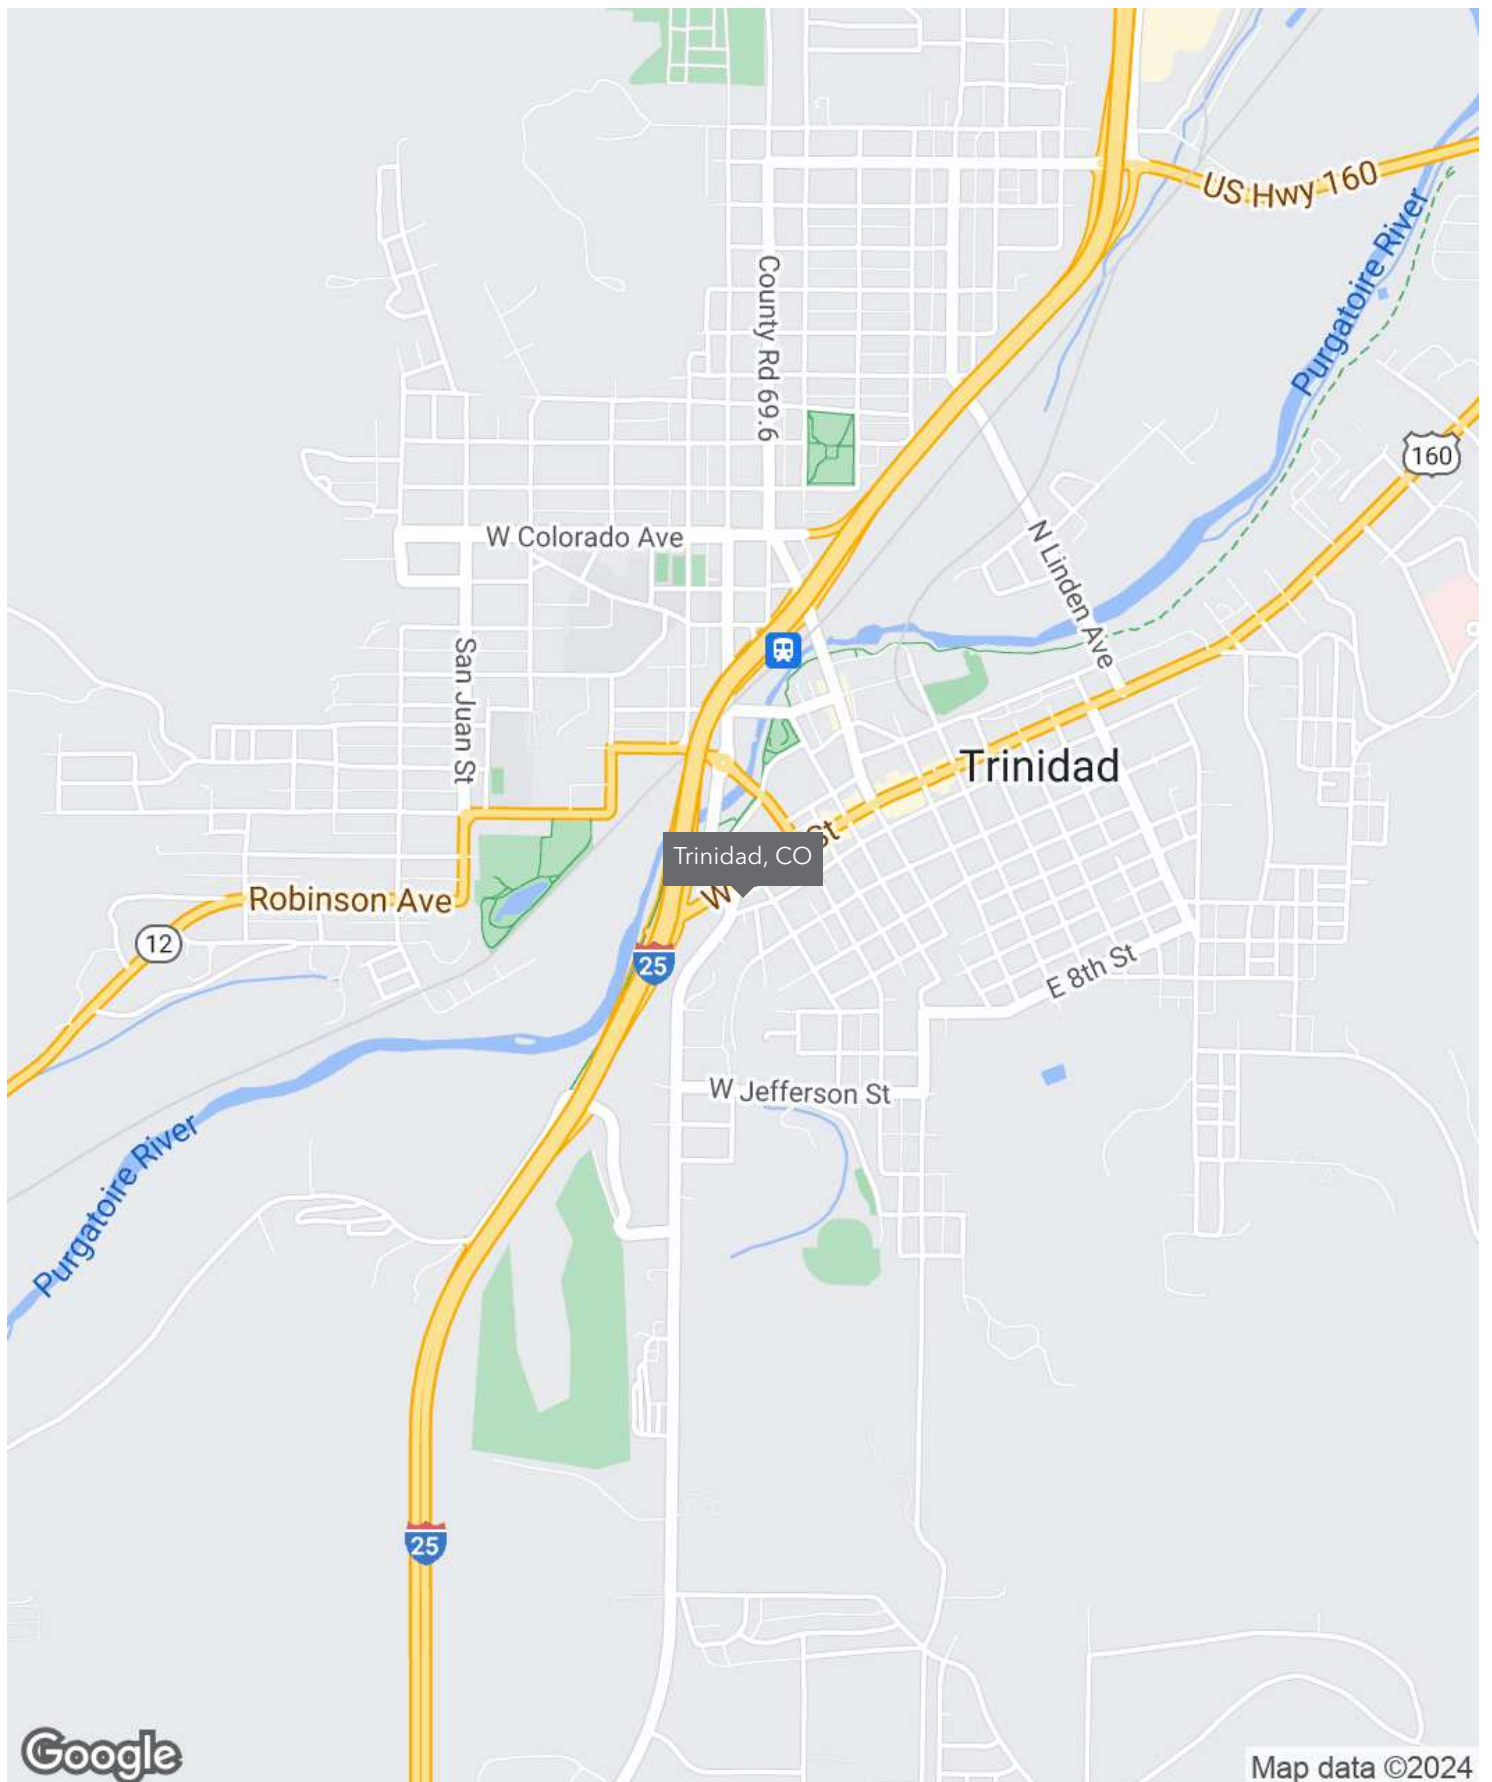 US Hwy 160
Purgatoire River
County Rd 69.6
160
W Colorado Ave
N Linden Ave
San Juan St
Trinidad
St
Trinidad, CO
W
Robinson Ave
12
25
E 8th St
W Jefferson St
Purgatoire River
25
Google
Map data ©2024